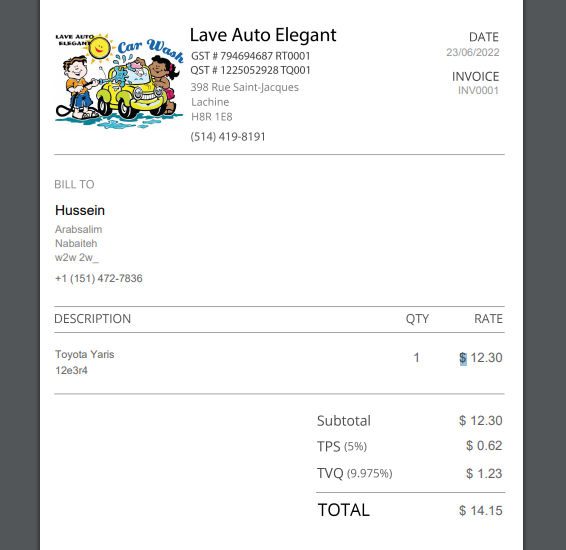 LAVE AUTO
ELEGANT
Car Wash
Lave Auto Elegant
GST # 794694687 RT0001
QST # 1225052928 TQ001
398 Rue Saint-Jacques
Lachine
H8R 1E8
(514) 419-8191
DATE
23/06/2022
INVOICE
INV0001
BILL TO
Hussein
Arabsalim
Nabaiteh
w2w 2w_
+1 (151) 472-7836
DESCRIPTION QTY RATE
Toyota Yaris 1 $ 12.30
12e3r4
Subtotal $ 12.30
TPS (5%) $ 0.62
TVQ (9.975%) $ 1.23
TOTAL $ 14.15